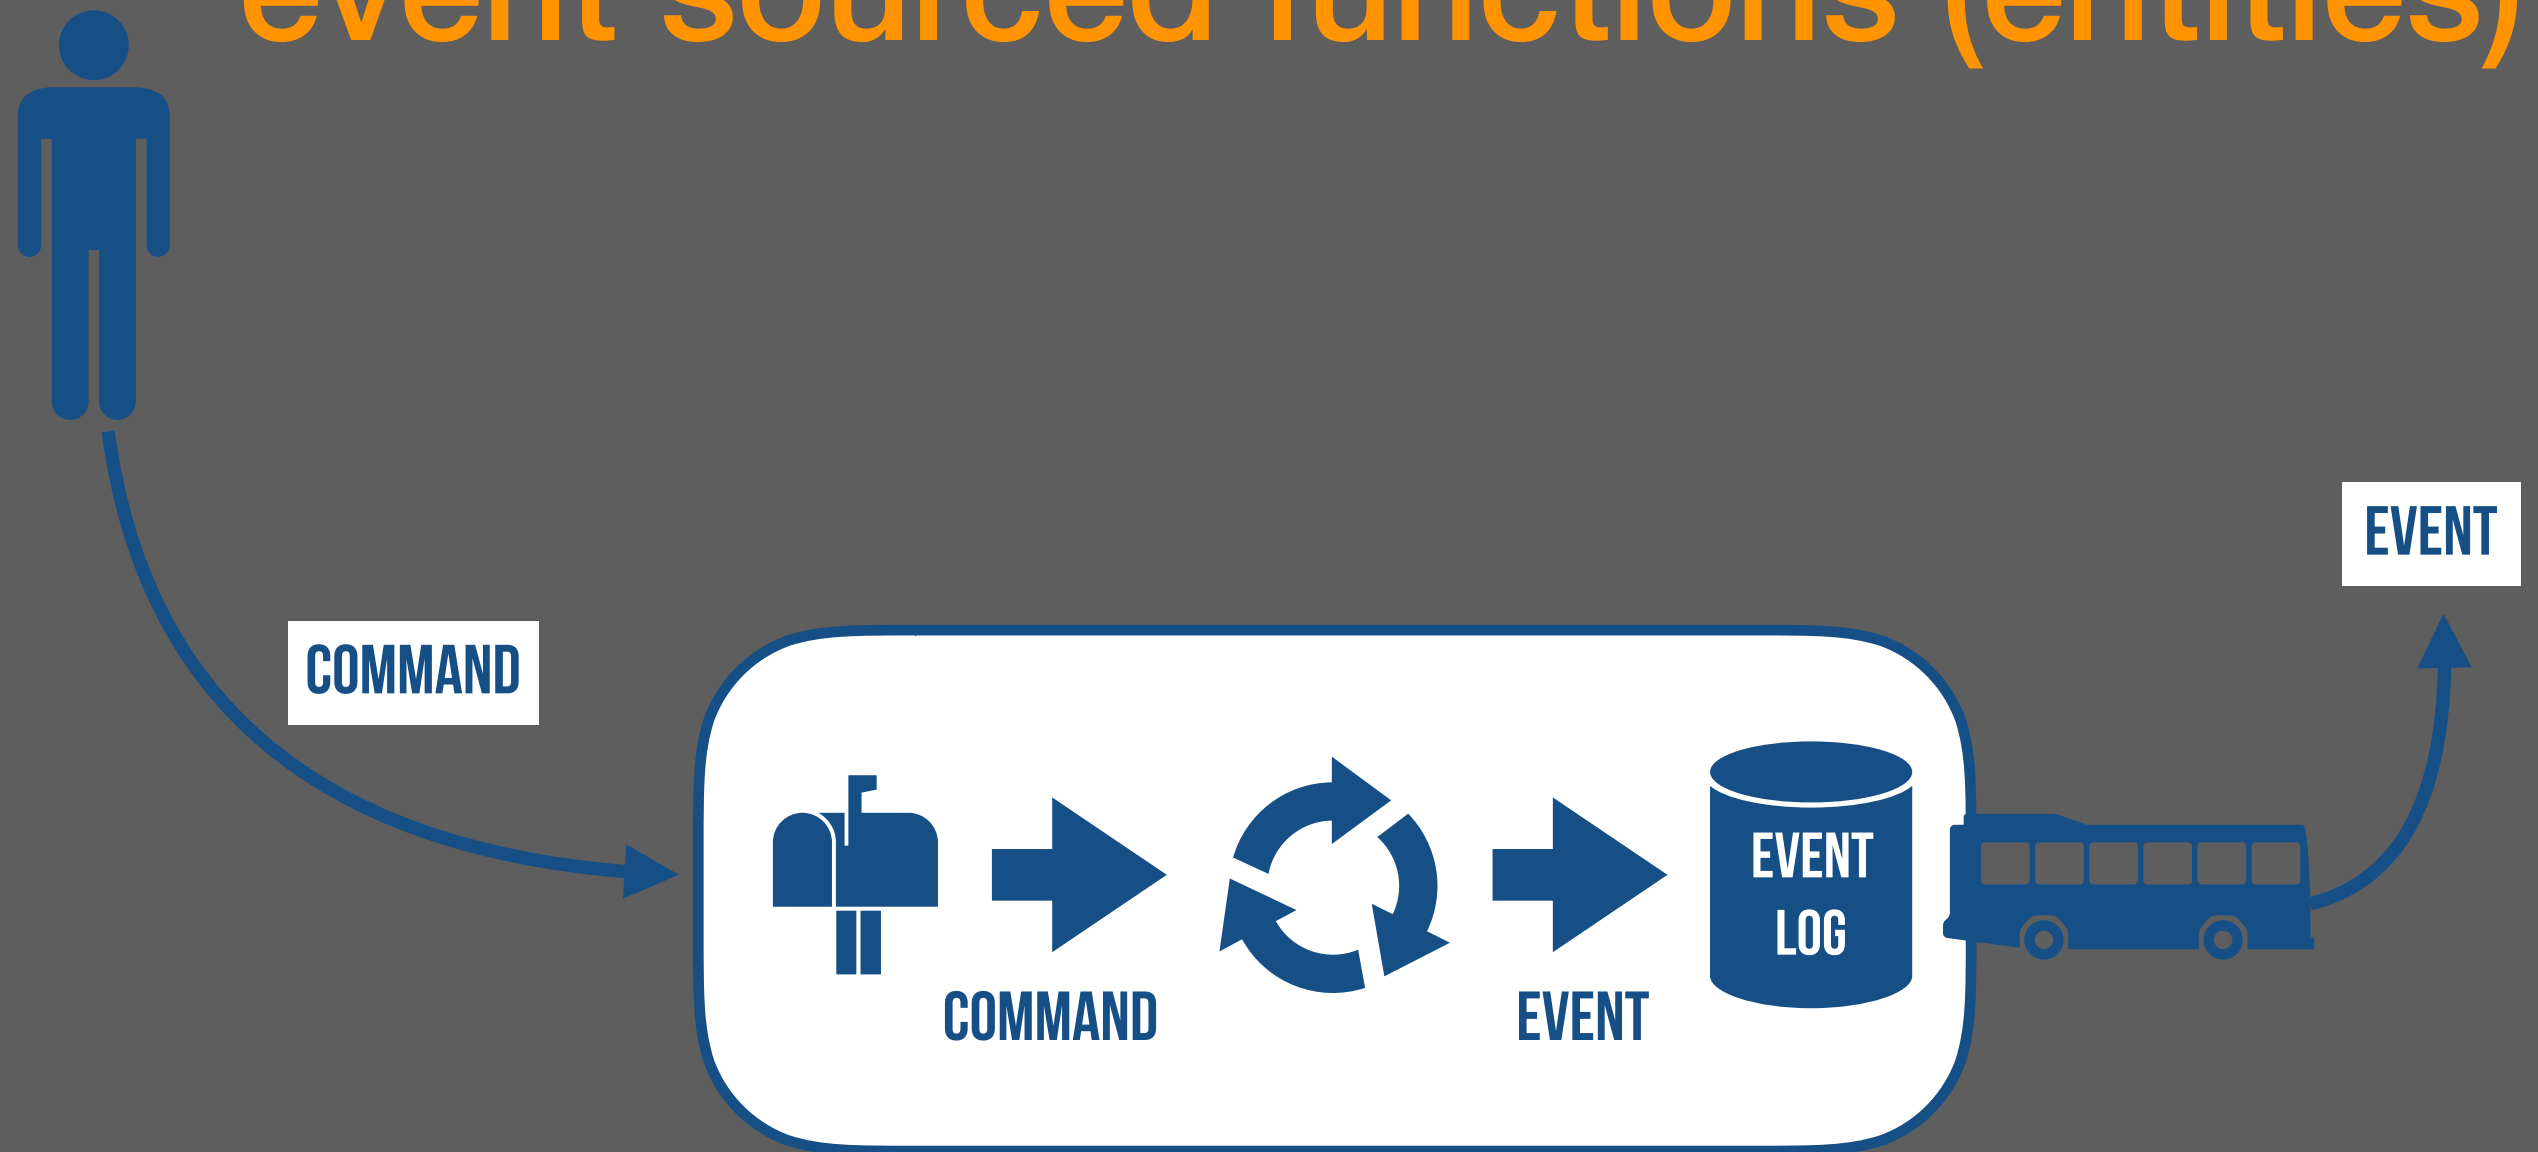 event sourced functions (entities)
EVENT
COMMAND
EVENT
LOG
COMMAND
EVENT